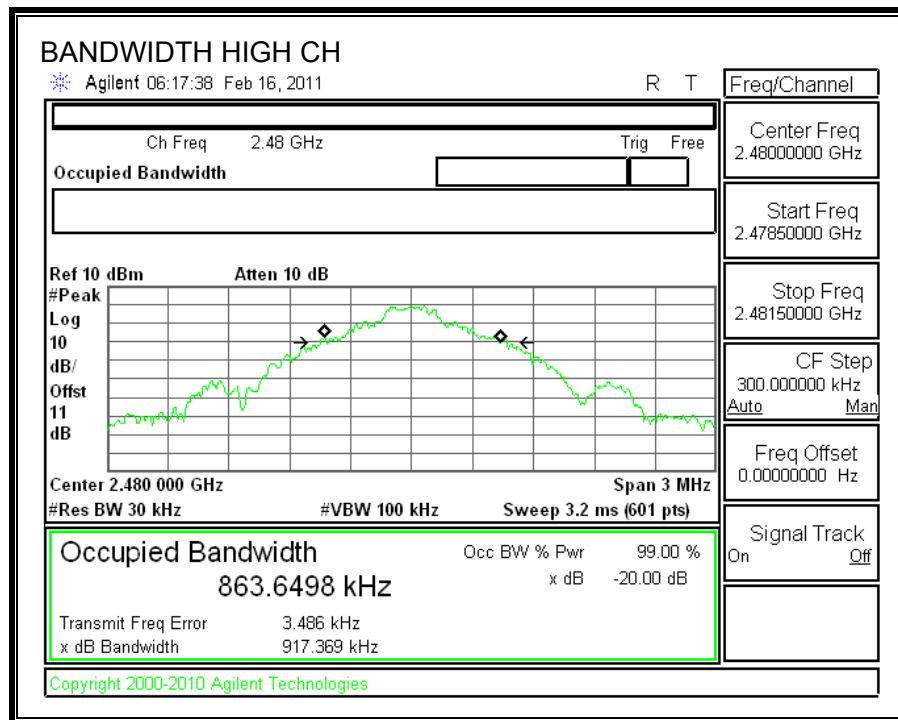 BANDWIDTH HIGH CH
Agilent 06:17:38 Feb 16, 2011 R T
Ch Freq 2.48 GHz Trig Free
Occupied Bandwidth
Ref 10 dBm Atten 10 dB
#Peak
Log
10
dB/
Offst
11
dB
Center 2.480 000 GHz Span 3 MHz
#Res BW 30 kHz #VBW 100 kHz Sweep 3.2 ms (601 pts)
Occupied Bandwidth Occ BW % Pwr 99.00 %
863.6498 kHz x dB -20.00 dB
Transmit Freq Error 3.486 kHz
x dB Bandwidth 917.369 kHz
Copyright 2000-2010 Agilent Technologies
Freq/Channel
Center Freq
2.48000000 GHz
Start Freq
2.47850000 GHz
Stop Freq
2.48150000 GHz
CF Step
300.000000 kHz
Auto Man
Freq Offset
0.00000000 Hz
Signal Track
On Off